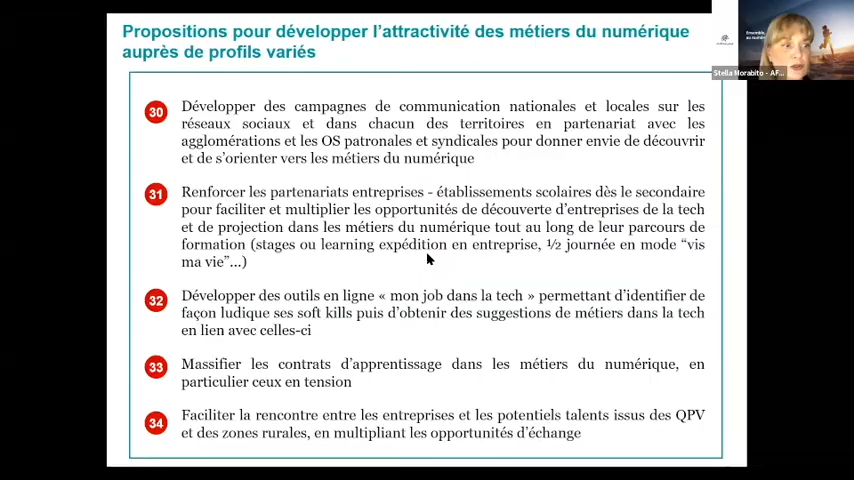 Propositions pour développer l'attractivité des métiers du numérique
auprès de profils variés
30
Développer des campagnes de communication nationales et locales sur les
réseaux sociaux et dans chacun des territoires en partenariat avec les
agglomérations et les OS patronales et syndicales pour donner envie de découvrir
et de s'orienter vers les métiers du numérique
31
Renforcer les partenariats entreprises - établissements scolaires dès le secondaire
pour faciliter et multiplier les opportunités de découverte d'entreprises de la tech
et de projection dans les métiers du numérique tout au long de leur parcours de
formation (stages ou learning expédition en entreprise, ½ journée en mode “vis
ma vie”...)
32
Développer des outils en ligne « mon job dans la tech » permettant d'identifier de
façon ludique ses soft kills puis d'obtenir des suggestions de métiers dans la tech
en lien avec celles-ci
33
Massifier les contrats d'apprentissage dans les métiers du numérique, en
particulier ceux en tension
34
Faciliter la rencontre entre les entreprises et les potentiels talents issus des QPV
et des zones rurales, en multipliant les opportunités d'échange
Ensemble,
au numér
Stella Morabito - AF...